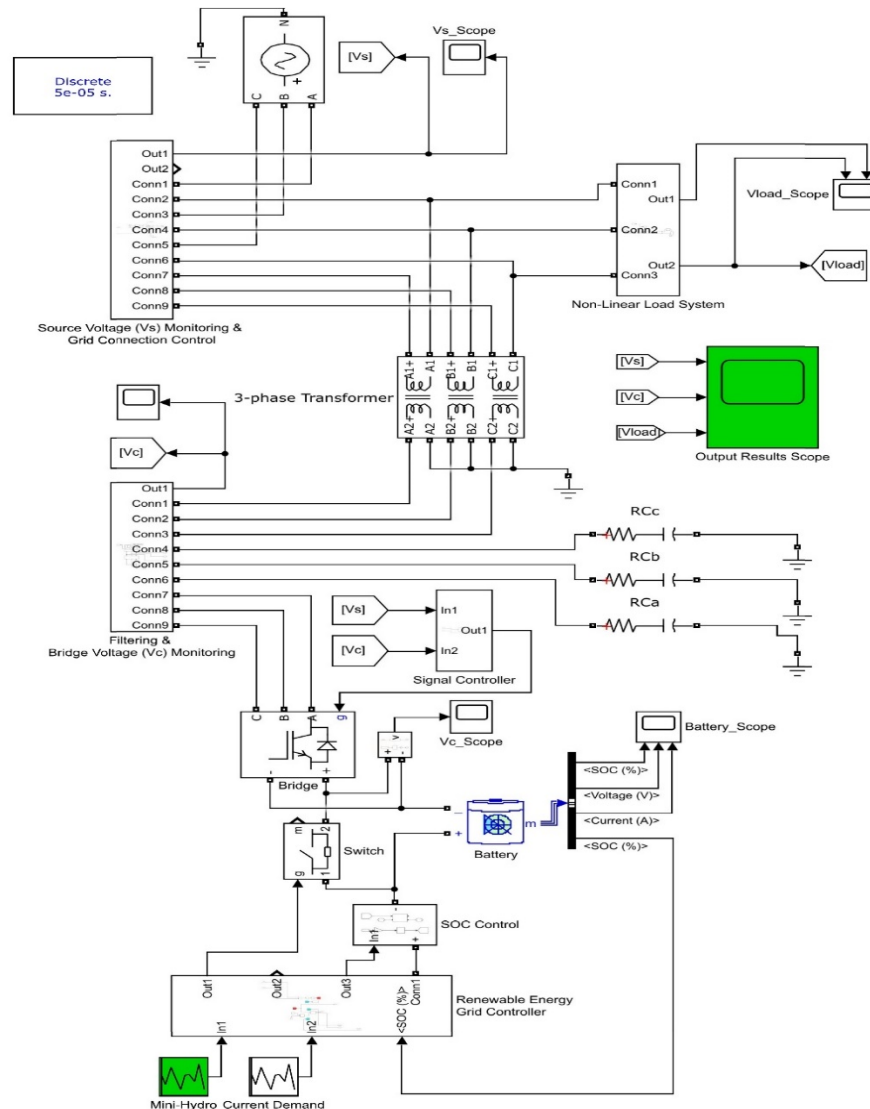 N
[Vs]
Vs_Scope
Discrete
5e-05 s.
+
C
B
A
Out1
Out2
Conn1
Conn2
Conn3
Conn4
Conn5
Conn6
Conn7
Conn8
Conn9
Source Voltage (Vs) Monitoring &
Grid Connection Control
Conn1
Out1
Conn2
Out2
Conn3
Non-Linear Load System
Vload_Scope
[Vload]
3-phase Transformer
A1+
A1
B1+
B1
C1+
C1
A2+
A2
B2+
B2
C2+
C2
[Vs]
[Vc]
[Vload]
Output Results Scope
[Vc]
Out1
Conn1
Conn2
Conn3
Conn4
Conn5
Conn6
Conn7
Conn8
Conn9
Filtering &
Bridge Voltage (Vc) Monitoring
RCc
+
RCb
+
RCa
+
[Vs]
[Vc]
In1
Out1
In2
Signal Controller
C
B
A
g
-
+
Bridge
v
+
-
Vc_Scope
Battery_Scope
<SOC (%)>
<Voltage (V)>
<Current (A)>
<SOC (%)>
–
+
m
Battery
m
2
g
1
Switch
-
In1
+
SOC Control
Out1
Out2
Out3
<SOC (%)>
Conn1
In1
In2
Renewable Energy
Grid Controller
Mini-Hydro
Current Demand